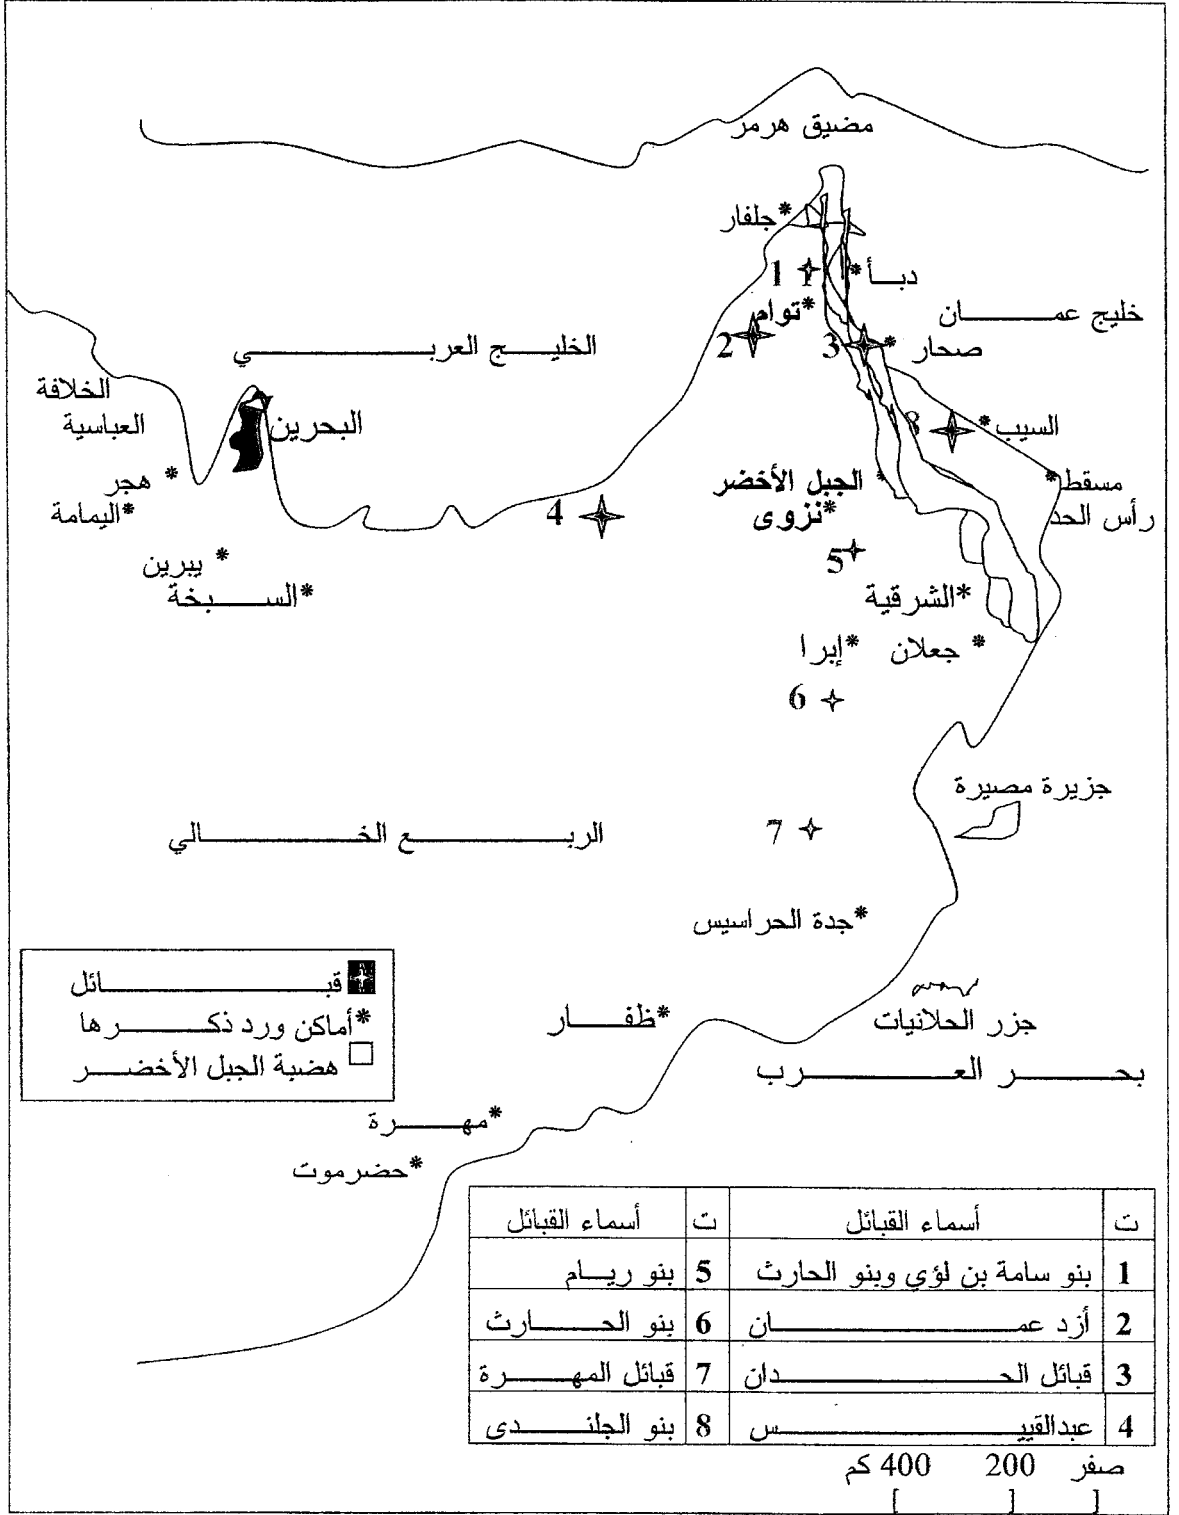 مضيق هرمر
*جلفار
1
دبأ*
*توام
خليج عمان
2
3
*صحار
الخليج العربي
الخلافة
العباسية
البحرين
8
السيب*
* هجر
*اليمامة
الجبل الأخضر*
*نزوى
مسقط*
رأس الحد
4
5
* يبرين
*السبخة
*الشرقية
*إبرا
* جعلان
6
جزيرة مصيرة
7
الربع الخالي
*جدة الحراسيس
قبائل
*أماكن ورد ذكرها
هضبة الجبل الأخضر
*ظفار
جزر الحلانيات
بحر العرب
*مهرة
*حضرموت
ت أسماء القبائل ت أسماء القبائل
1 بنو سامة بن لؤي وبنو الحارث 5 بنو ريام
2 أزد عمان 6 بنو الحارث
3 قبائل الحدان 7 قبائل المهرة
4 عبدالقييس 8 بنو الجلندى
صفر 200 400 كم